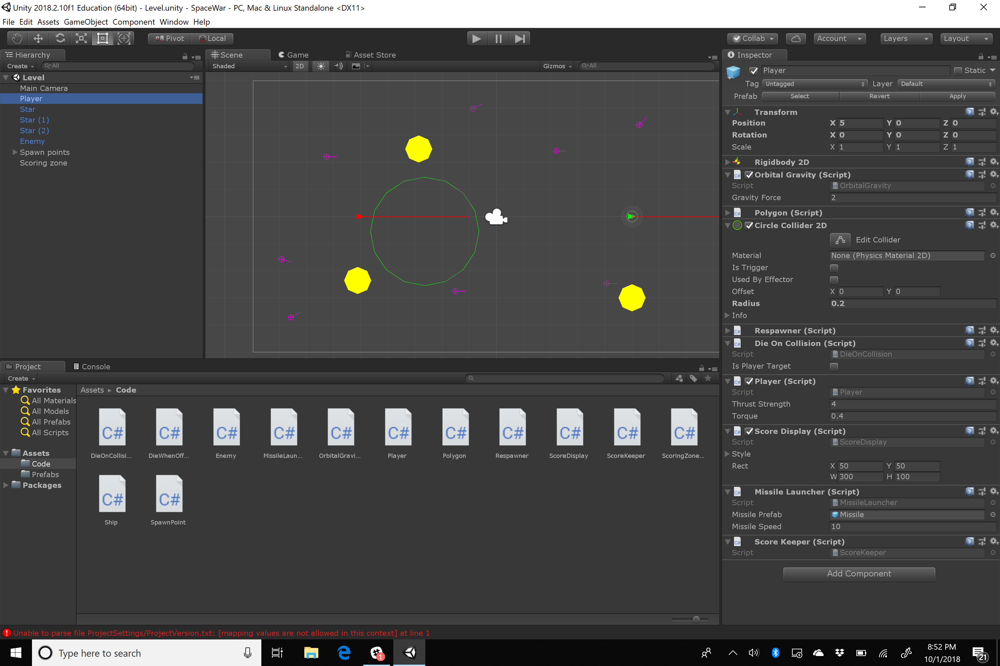 Unity 2018.2.10f1 Education (64bit) - Level.unity - SpaceWar - PC, Mac & Linux Standalone <DX11>
File Edit Assets GameObject Component Window Help
Pivot Local
Collab Account Layers Layout
Hierarchy
Create All
Level
Main Camera
Player
Star
Star (1)
Star (2)
Enemy
Spawn points
Scoring zone
Scene Game Asset Store
Shaded 2D Gizmos All
Inspector
Player Static
Tag Untagged Layer Default
Prefab Select Revert Apply
Transform
Position X 5 Y 0 Z 0
Rotation X 0 Y 0 Z 0
Scale X 1 Y 1 Z 1
Rigidbody 2D
C# Orbital Gravity (Script)
Script OrbitalGravity
Gravity Force 2
C# Polygon (Script)
Circle Collider 2D
Edit Collider
Material None (Physics Material 2D)
Is Trigger
Used By Effector
Offset X 0 Y 0
Radius 0.2
Info
C# Respawner (Script)
C# Die On Collision (Script)
Script DieOnCollision
Is Player Target
C# Player (Script)
Script Player
Thrust Strength 4
Torque 0.4
C# Score Display (Script)
Script ScoreDisplay
Style
Rect X 50 Y 50
W 300 H 100
C# Missile Launcher (Script)
Script MissileLauncher
Missile Prefab Missile
Missile Speed 10
C# Score Keeper (Script)
Script ScoreKeeper
Add Component
Project Console
Create
Favorites
All Materials
All Models
All Prefabs
All Scripts
Assets
Code
Prefabs
Packages
Assets Code
C# C# C# C# C# C# C# C# C# C# C#
DieOnCollisi... DieWhenOff... Enemy MissileLaun... OrbitalGravi... Player Polygon Respawner ScoreDisplay ScoreKeeper ScoringZone...
C# C#
Ship SpawnPoint
Unable to parse file ProjectSettings/ProjectVersion.txt: [mapping values are not allowed in this context] at line 1
Type here to search
1
8:52 PM
10/1/2018
21